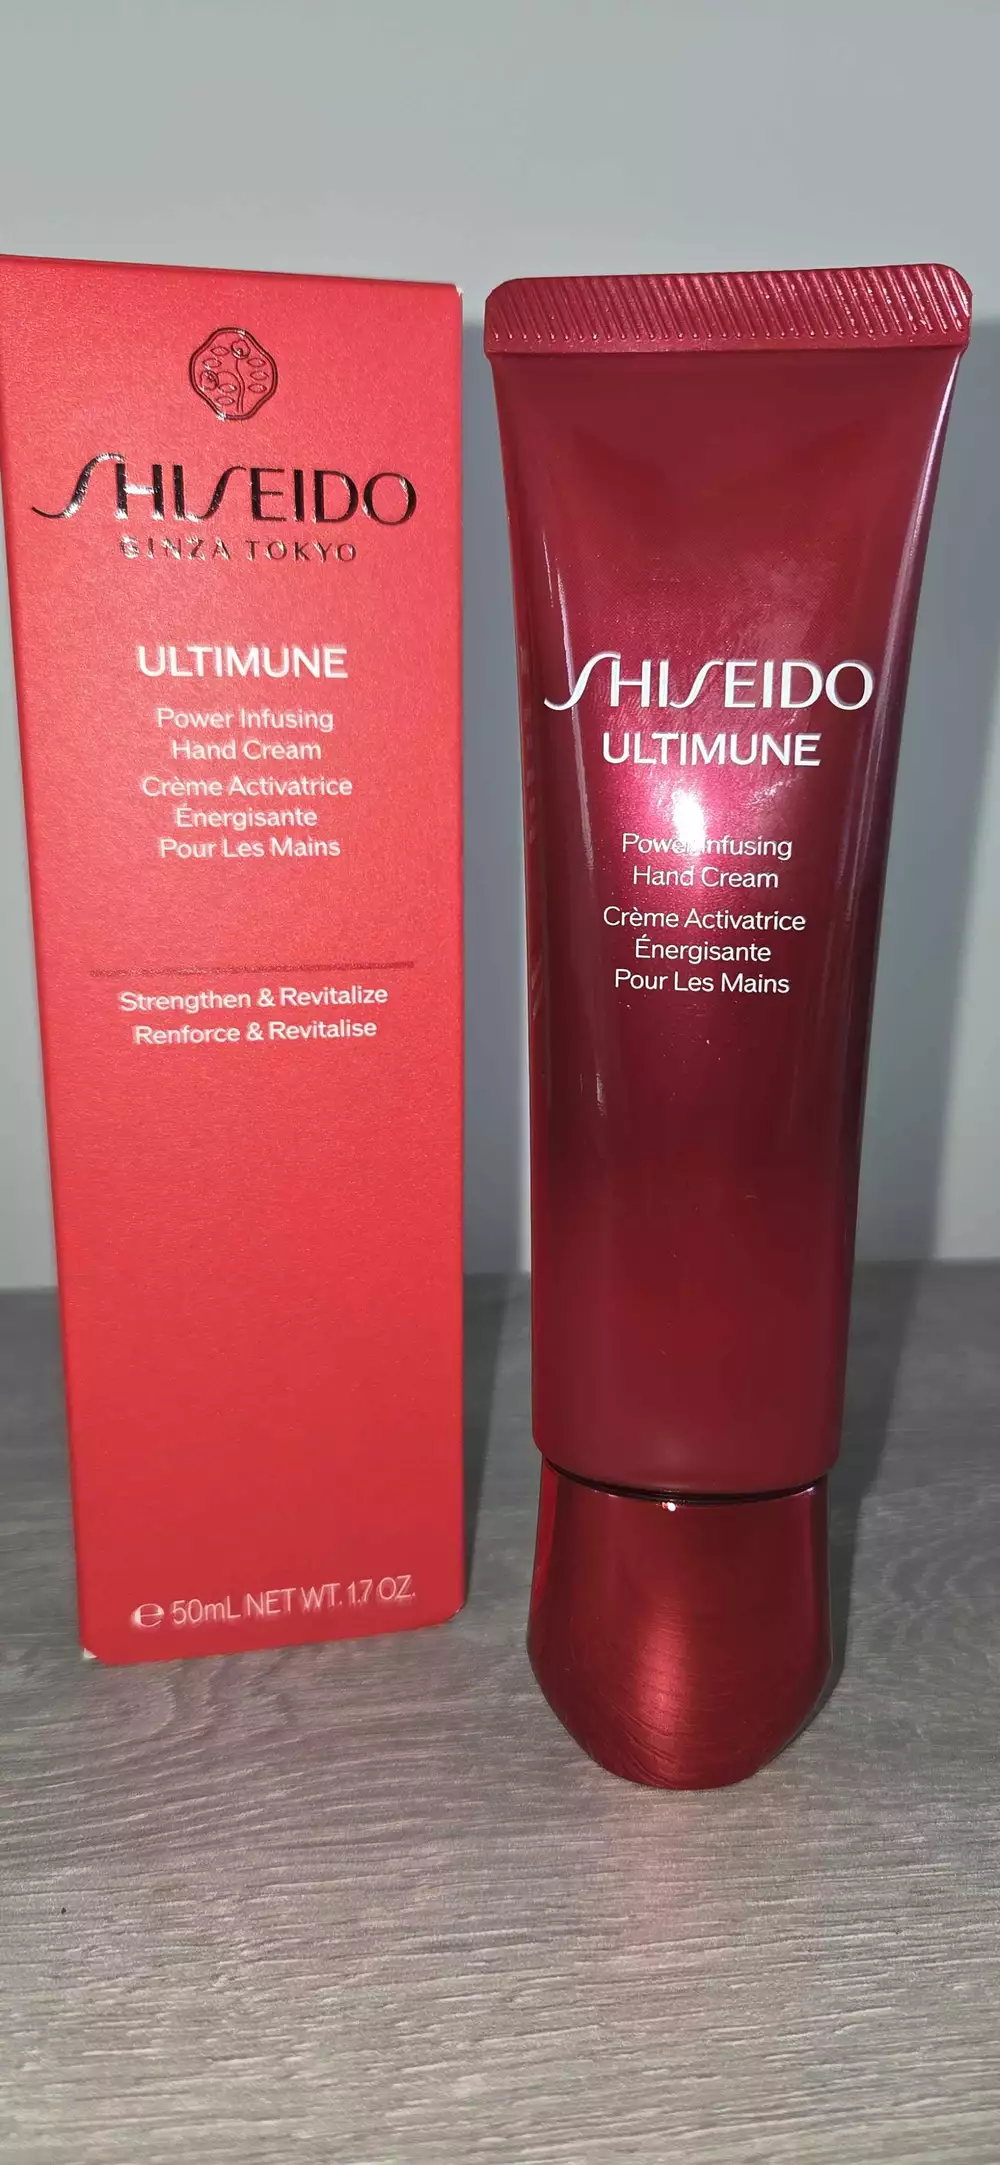 SHISEIDO
GINZA TOKYO
ULTIMUNE
Power Infusing
Hand Cream
Crème Activatrice
Énergisante
Pour Les Mains
Strengthen & Revitalize
Renforce & Revitalise
℮ 50mL NET WT. 1.7 OZ.
SHISEIDO
ULTIMUNE
Power Infusing
Hand Cream
Crème Activatrice
Énergisante
Pour Les Mains